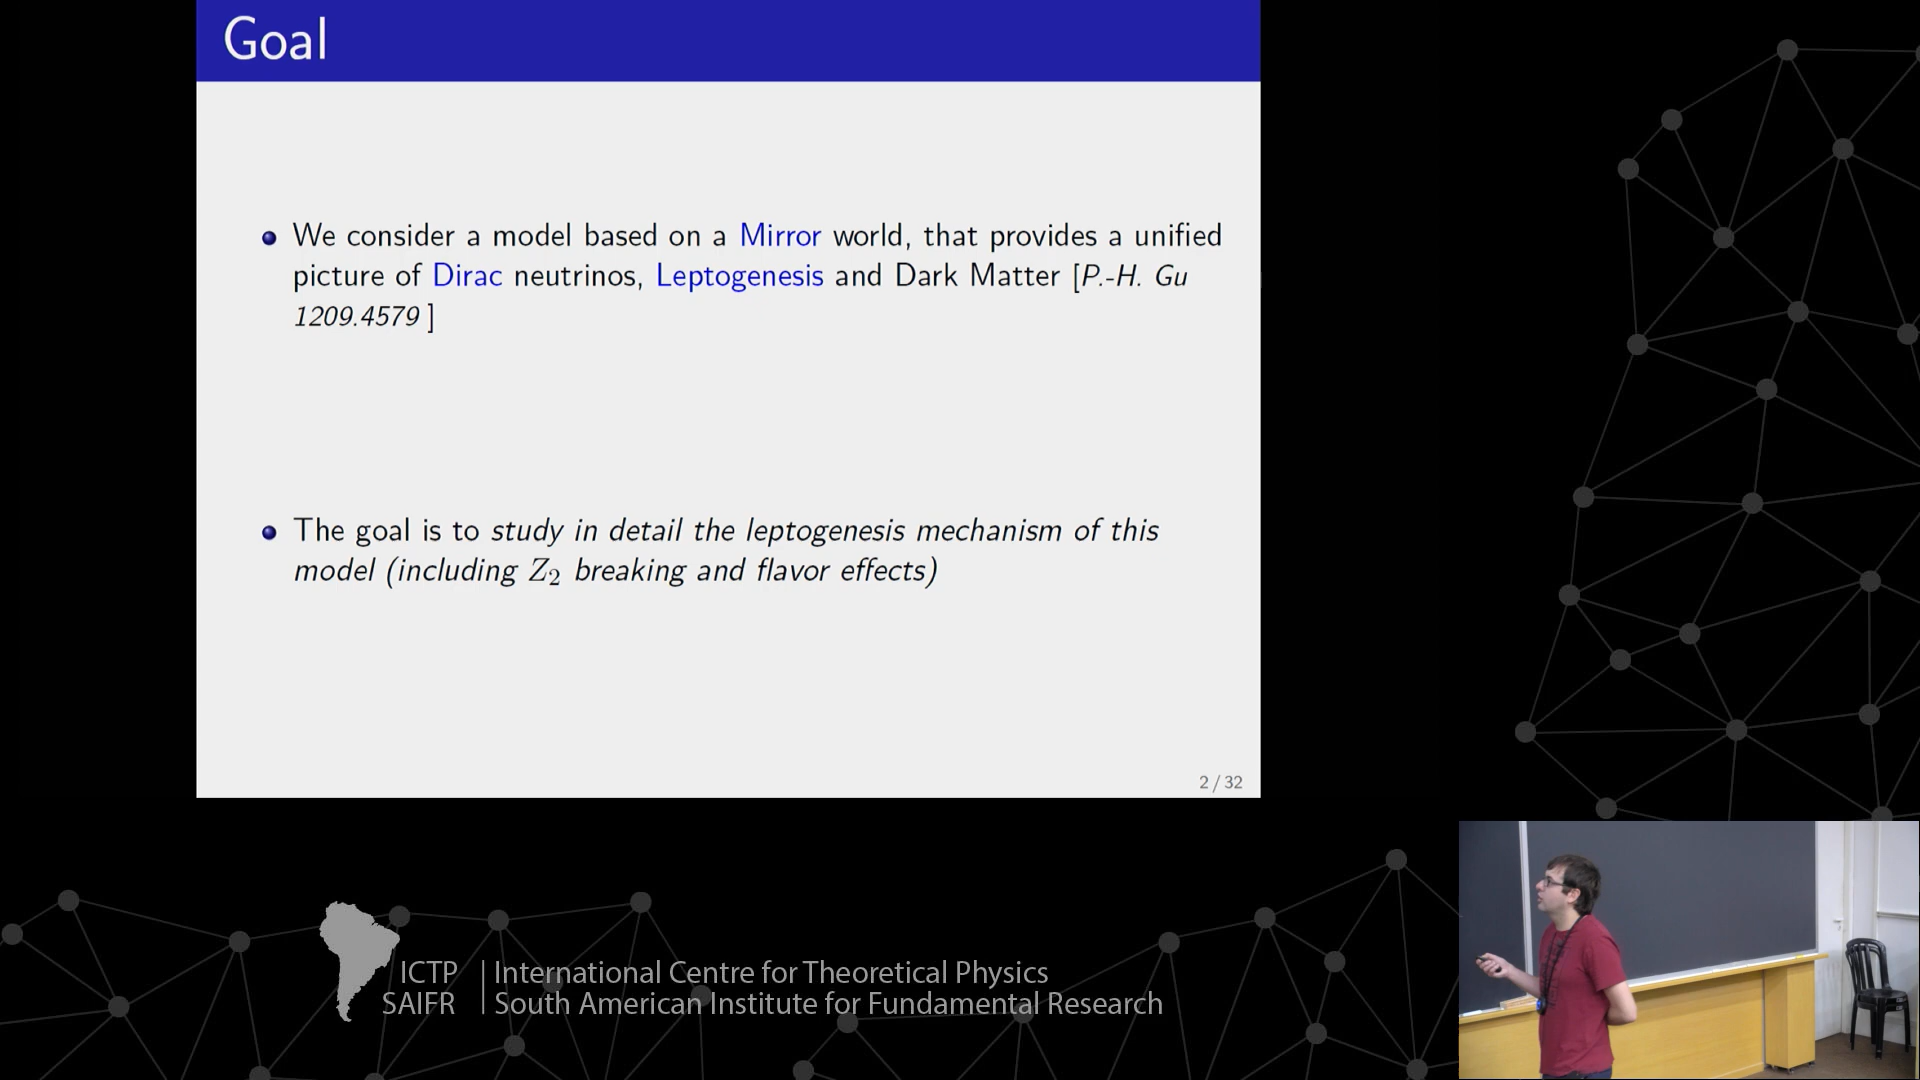 Goal
We consider a model based on a Mirror world, that provides a unified
picture of Dirac neutrinos, Leptogenesis and Dark Matter [P.-H. Gu
1209.4579 ]
The goal is to study in detail the leptogenesis mechanism of this
model (including Z₂ breaking and flavor effects)
2 / 32
ICTP
SAIFR
International Centre for Theoretical Physics
South American Institute for Fundamental Research